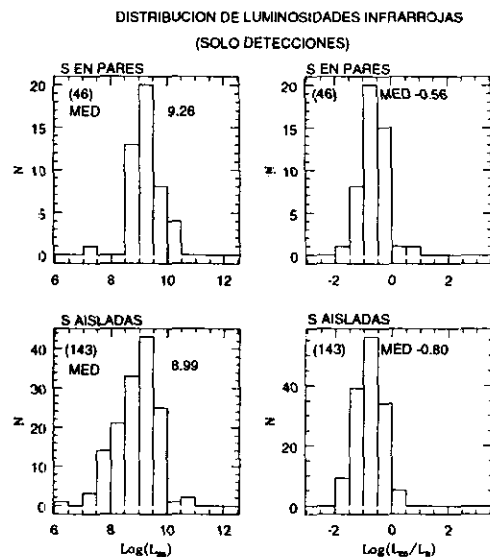 DISTRIBUCION DE LUMINOSIDADES INFRARROJAS
(SOLO DETECCIONES)
S EN PARES
(46)
MED 9.26
N
20
15
10
5
0
6 8 10 12
S EN PARES
(46) MED -0.56
20
15
10
5
0
-2 0 2
S AISLADAS
(143)
MED 8.99
N
40
30
20
10
0
6 8 10 12
S AISLADAS
(143) MED -0.80
N
40
20
0
-2 0 2